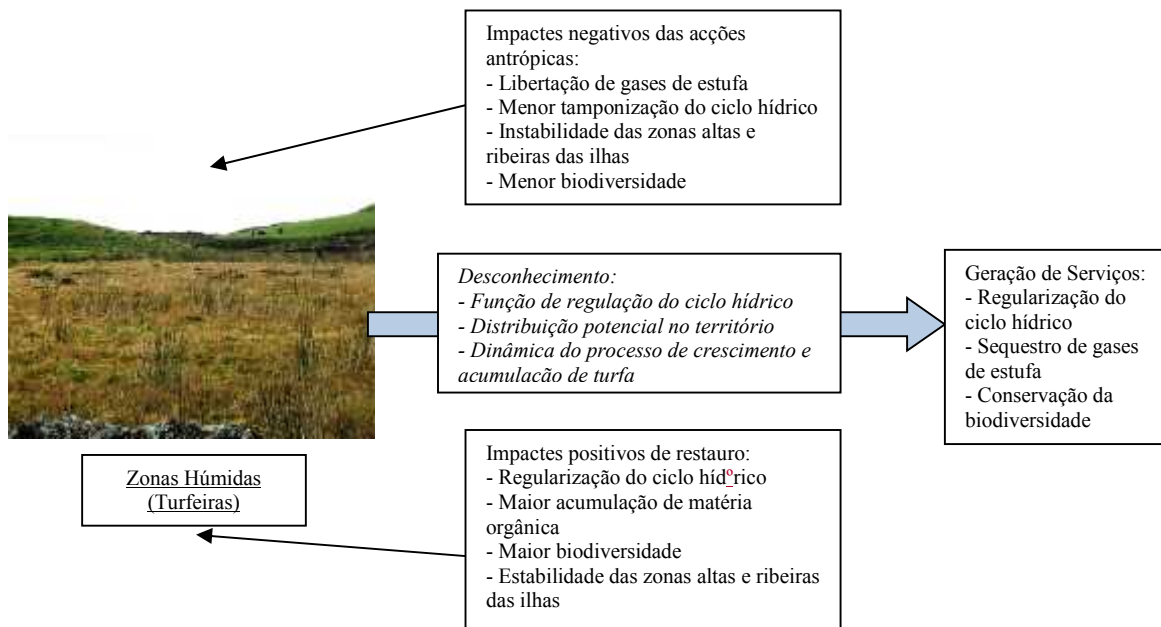 Impactes negativos das acções
antrópicas:
- Libertação de gases de estufa
- Menor tamponização do ciclo hídrico
- Instabilidade das zonas altas e
ribeiras das ilhas
- Menor biodiversidade
Desconhecimento:
- Função de regulação do ciclo hídrico
- Distribuição potencial no território
- Dinâmica do processo de crescimento e
acumulacão de turfa
Geração de Serviços:
- Regularização do
ciclo hídrico
- Sequestro de gases
de estufa
- Conservação da
biodiversidade
Zonas Húmidas
(Turfeiras)
Impactes positivos de restauro:
- Regularização do ciclo hídºrico
- Maior acumulação de matéria
orgânica
- Maior biodiversidade
- Estabilidade das zonas altas e ribeiras
das ilhas